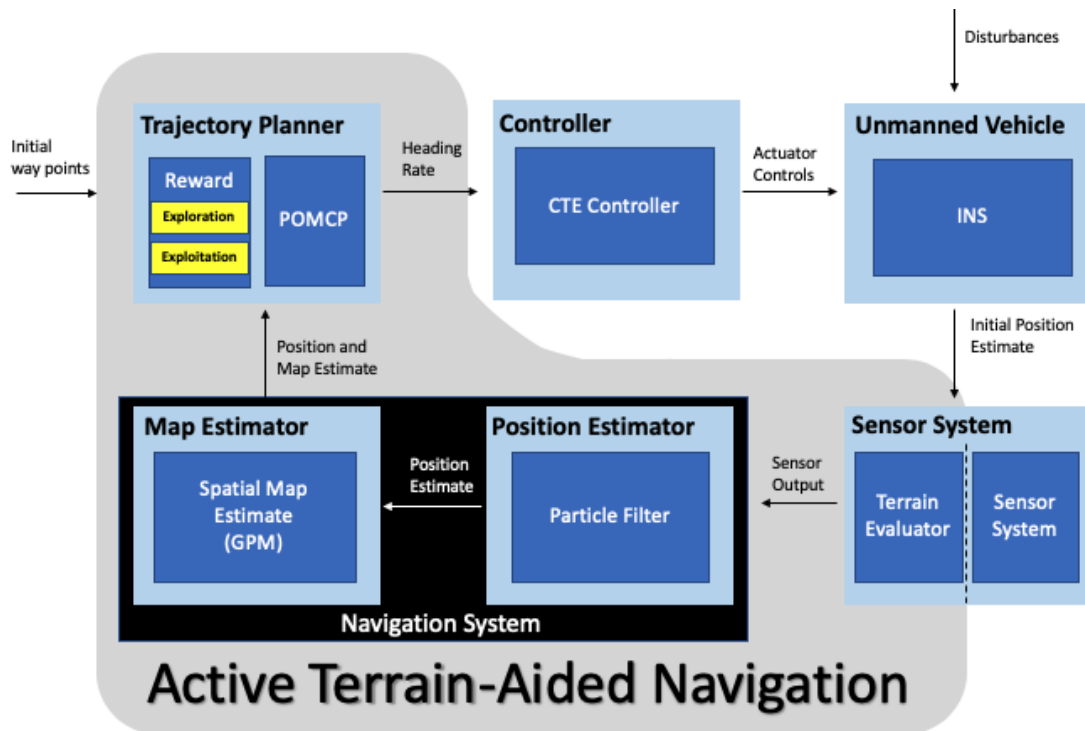 Disturbances
Initial
way points
Trajectory Planner
Reward
Exploration
Exploitation
POMCP
Heading
Rate
Controller
CTE Controller
Actuator
Controls
Unmanned Vehicle
INS
Initial Position
Estimate
Position and
Map Estimate
Map Estimator
Spatial Map
Estimate
(GPM)
Position
Estimate
Position Estimator
Particle Filter
Sensor
Output
Sensor System
Terrain
Evaluator
Sensor
System
Navigation System
Active Terrain-Aided Navigation